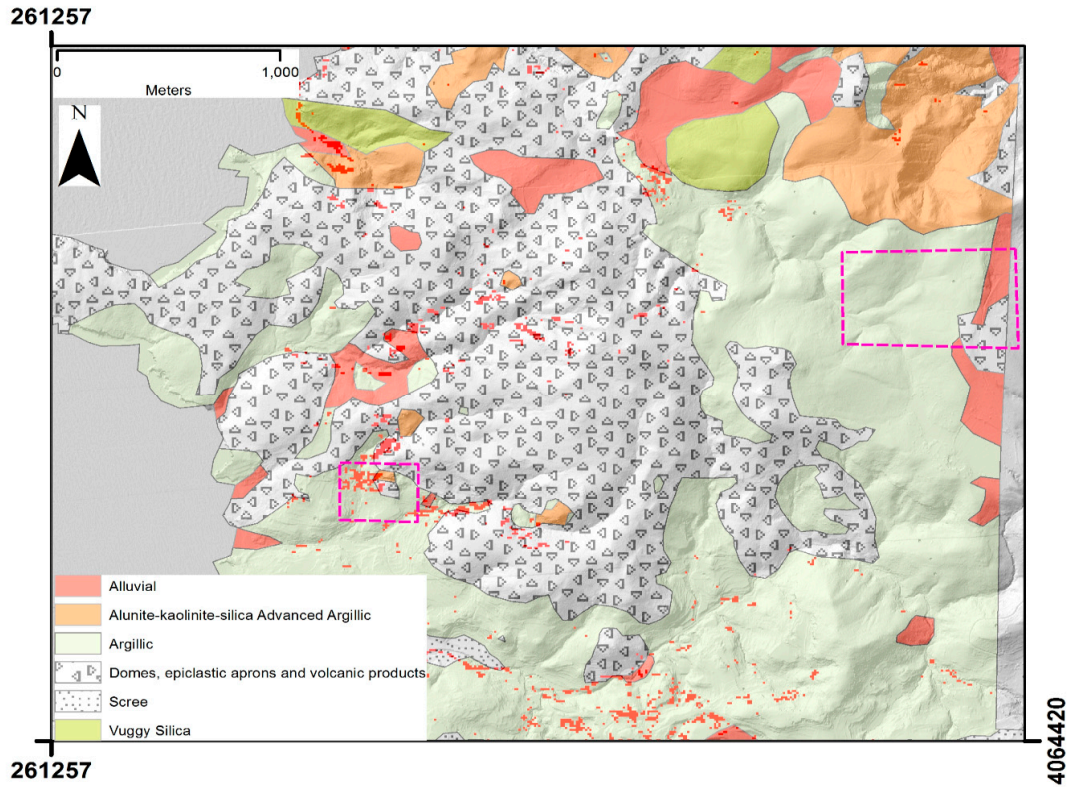 261257
0 1,000
Meters
N
Alluvial
Alunite-kaolinite-silica Advanced Argillic
Argillic
Domes, epiclastic aprons and volcanic products
Scree
Vuggy Silica
261257
4064420